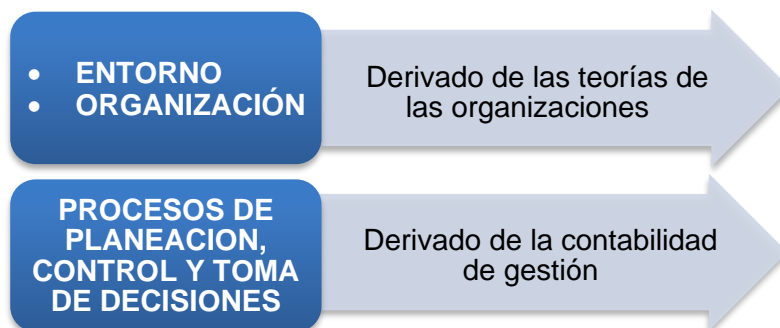 • ENTORNO
• ORGANIZACIÓN
Derivado de las teorías de
las organizaciones
PROCESOS DE
PLANEACION,
CONTROL Y TOMA
DE DECISIONES
Derivado de la contabilidad
de gestión